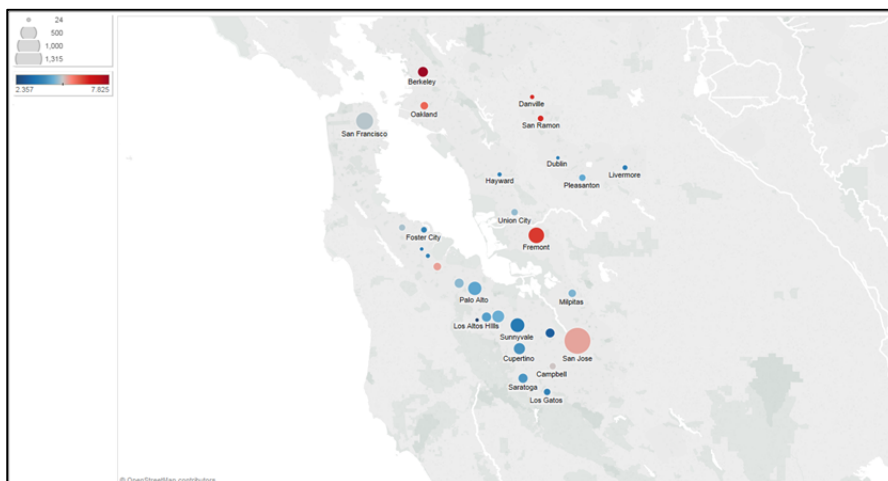 24
500
1,000
1,315
2.357 7.825
Berkeley
Danville
Oakland
San Ramon
San Francisco
Dublin
Livermore
Hayward
Pleasanton
Union City
Foster City
Fremont
Palo Alto
Milpitas
Los Altos Hills
Sunnyvale
Cupertino
San Jose
Campbell
Saratoga
Los Gatos
© OpenStreetMap contributors